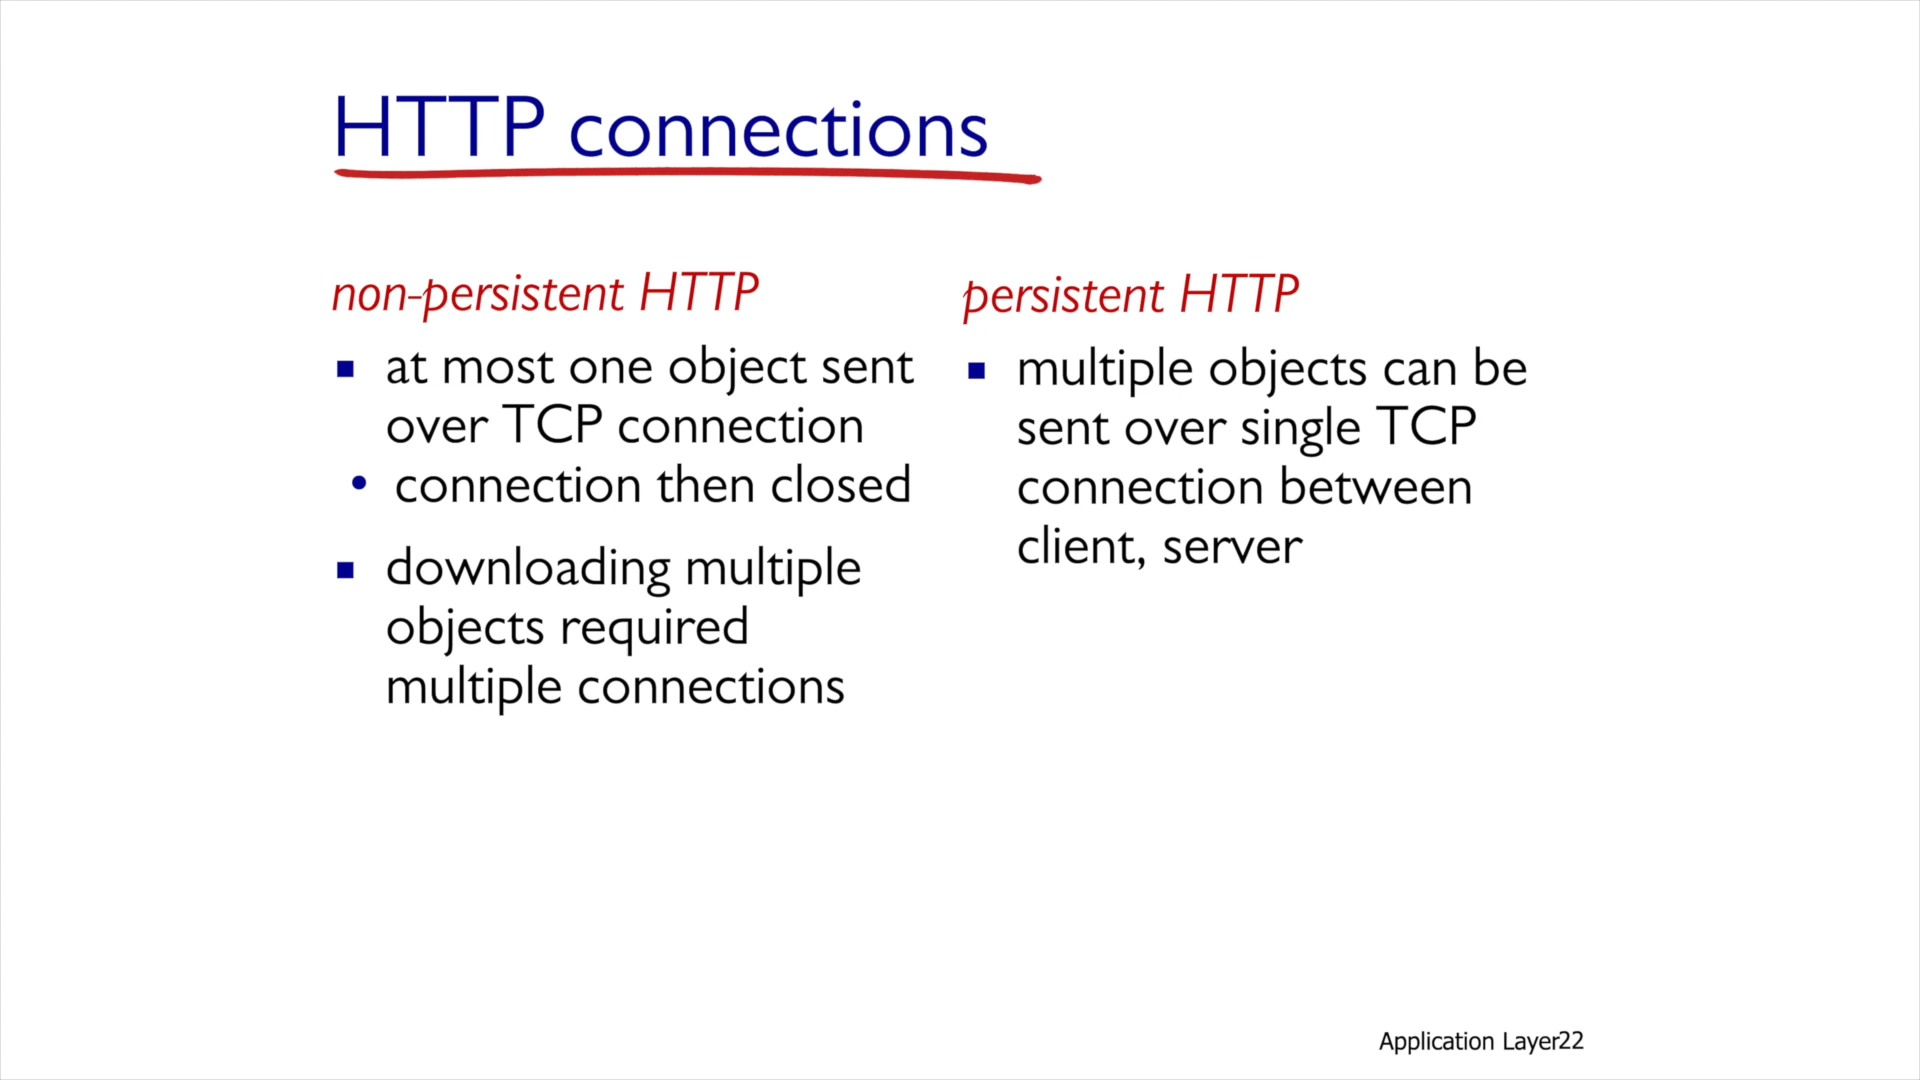 HTTP connections
non-persistent HTTP
at most one object sent
over TCP connection
connection then closed
downloading multiple
objects required
multiple connections
persistent HTTP
multiple objects can be
sent over single TCP
connection between
client, server
Application Layer22